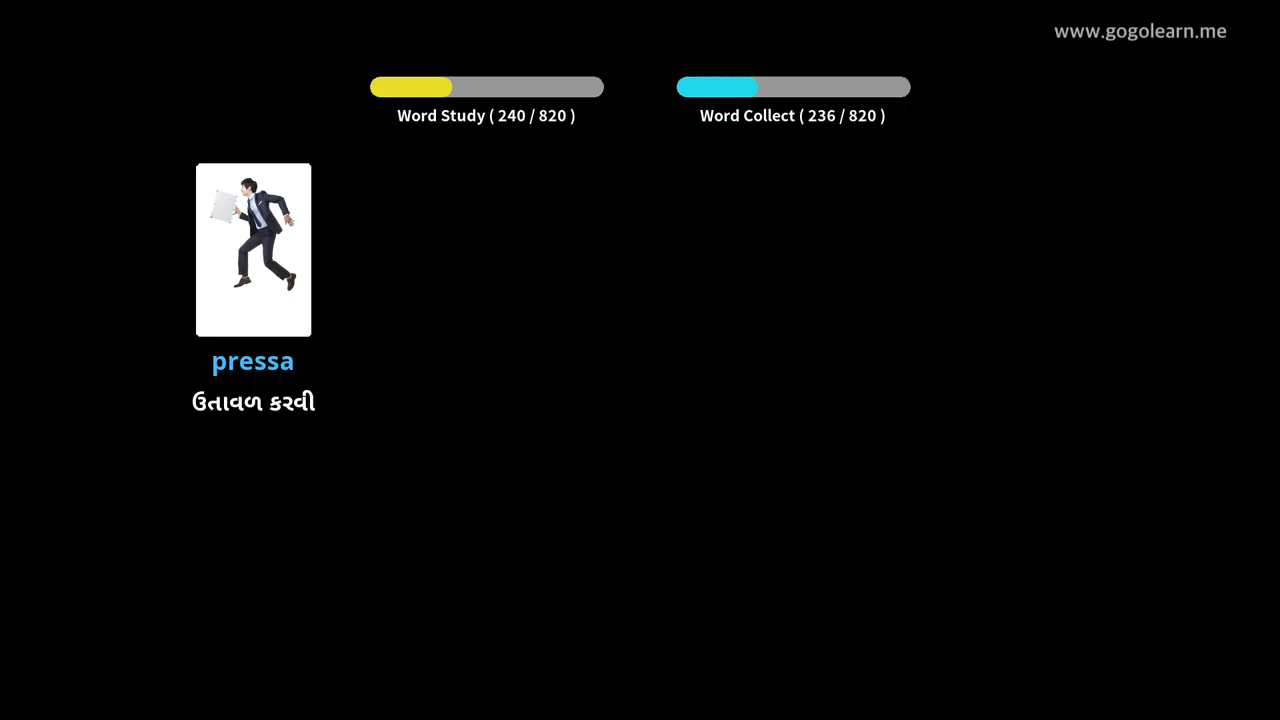 www.gogolearn.me
Word Study ( 240 / 820 )
Word Collect ( 236 / 820 )
pressa
ઉતાવળ કરવી